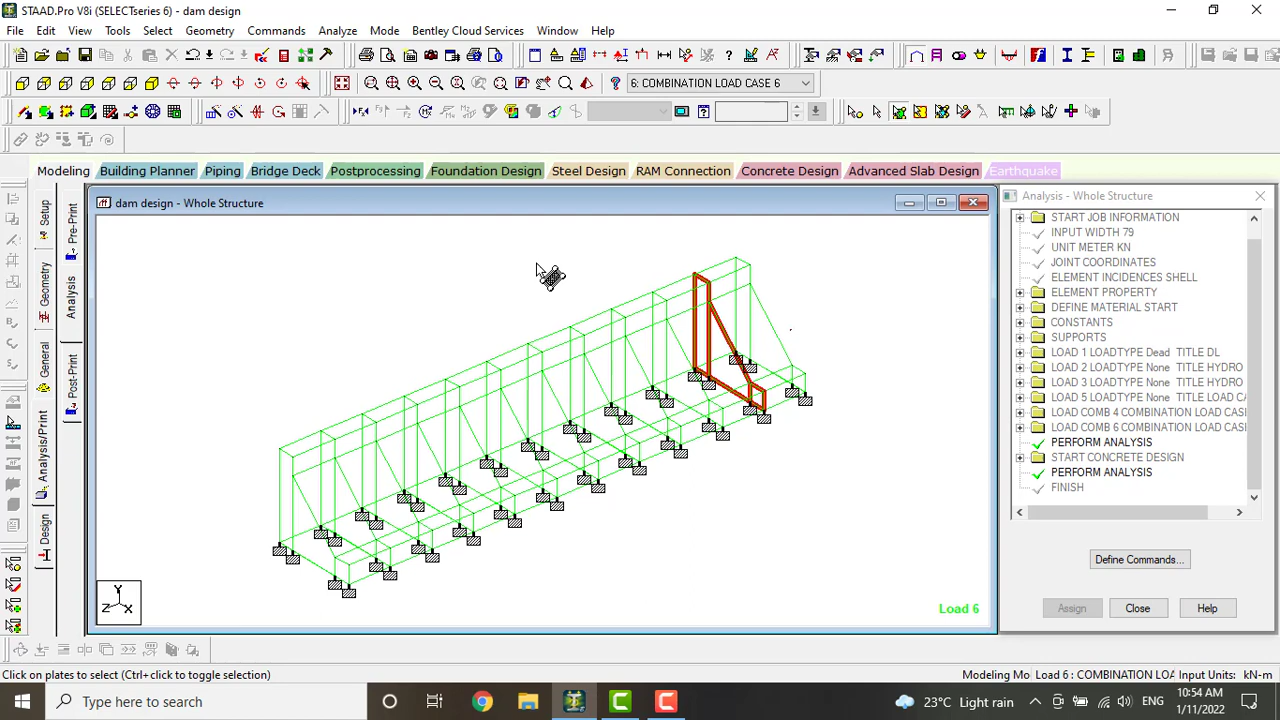 STAAD.Pro V8i (SELECTseries 6) - dam design
File Edit View Tools Select Geometry Commands Analyze Mode Bentley Cloud Services Window Help
6: COMBINATION LOAD CASE 6
Modeling Building Planner Piping Bridge Deck Postprocessing Foundation Design Steel Design RAM Connection Concrete Design Advanced Slab Design Earthquake
Setup
Geometry
General
Analysis/Print
Design
Pre-Print
Analysis
Post-Print
dam design - Whole Structure
Y
Z X
Load 6
Analysis - Whole Structure
START JOB INFORMATION
INPUT WIDTH 79
UNIT METER KN
JOINT COORDINATES
ELEMENT INCIDENCES SHELL
ELEMENT PROPERTY
DEFINE MATERIAL START
CONSTANTS
SUPPORTS
LOAD 1 LOADTYPE Dead TITLE DL
LOAD 2 LOADTYPE None TITLE HYDRO
LOAD 3 LOADTYPE None TITLE HYDRO
LOAD 5 LOADTYPE None TITLE LOAD CA
LOAD COMB 4 COMBINATION LOAD CASE
LOAD COMB 6 COMBINATION LOAD CASE
PERFORM ANALYSIS
START CONCRETE DESIGN
PERFORM ANALYSIS
FINISH
Define Commands...
Assign Close Help
Click on plates to select (Ctrl+click to toggle selection)
Modeling Mo Load 6 : COMBINATION LOA Input Units: kN-m
Type here to search
23°C Light rain
ENG
10:54 AM
1/11/2022